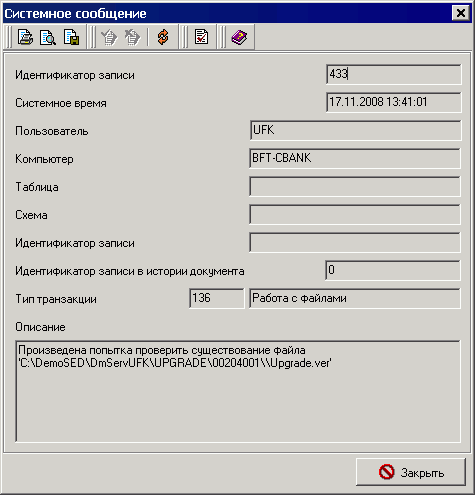 Системное сообщение
Идентификатор записи 433
Системное время 17.11.2008 13:41:01
Пользователь UFK
Компьютер BFT-CBANK
Таблица
Схема
Идентификатор записи
Идентификатор записи в истории документа 0
Тип транзакции 136 Работа с файлами
Описание
Произведена попытка проверить существование файла
'C:\DemoSED\DmServUFK\UPGRADE\00204001\\Upgrade.ver'
Закрыть